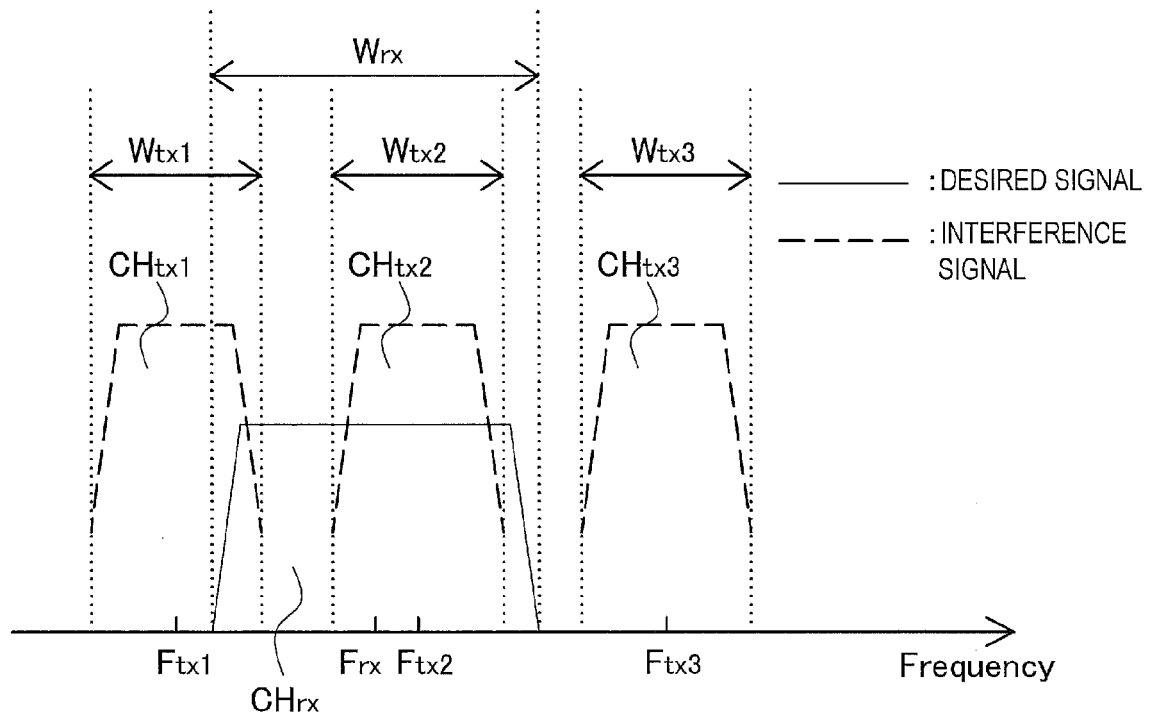 Wrx
Wtx1
Wtx2
Wtx3
: DESIRED SIGNAL
: INTERFERENCE
SIGNAL
CHtx1
CHtx2
CHtx3
Ftx1
Frx
Ftx2
Ftx3
Frequency
CHrx